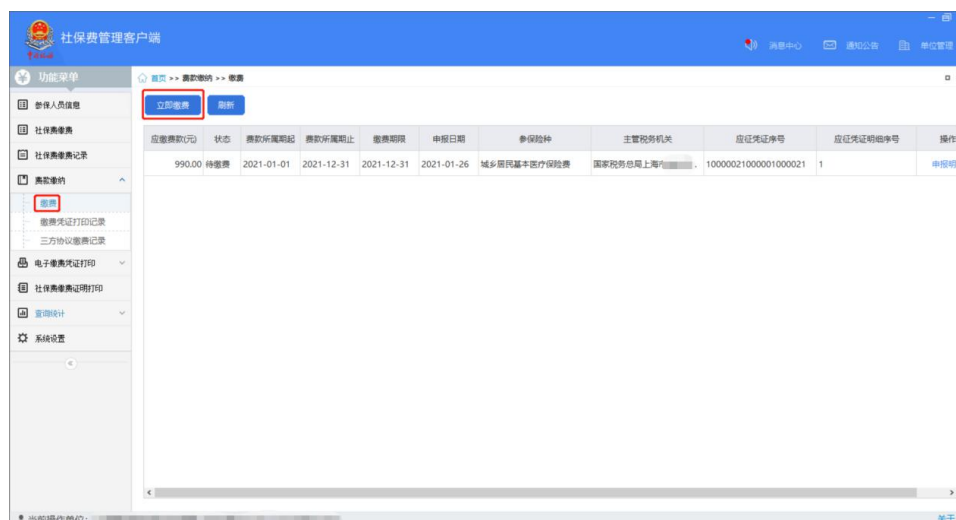 社保费管理客户端
中国税务
消息中心 通知公告 单位管理
功能菜单
首页 >> 费款缴纳 >> 缴费
参保人员信息
社保费缴费
社保费缴费记录
费款缴纳
缴费
缴费凭证打印记录
三方协议缴费记录
电子缴费凭证打印
社保费缴费证明打印
查询统计
系统设置
立即缴费 刷新
应缴费款(元) 状态 费款所属期起 费款所属期止 缴费期限 申报日期 参保险种 主管税务机关 应征凭证序号 应征凭证明细序号 操作
990.00 待缴费 2021-01-01 2021-12-31 2021-12-31 2021-01-26 城乡居民基本医疗保险费 国家税务总局上海 10000021000001000021 1 申报明
当前操作单位:
关于